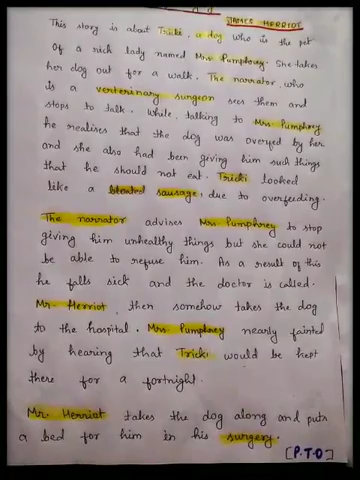 JAMES HERRIOT
This story is about Tricki, a dog who is the pet
of a rich lady named Mrs. Pumphrey. She takes
her dog out for a walk. The narrator, who
is a verterinary surgeon sees them and
stops to talk. While, talking to Mrs. Pumphrey
he realises that the dog was overfed by her
and she also had been giving him such things
that he should not eat. Tricki looked
like a bloated sausage, due to overfeeding.
The narrator advises Mrs. Pumphrey to stop
giving him unhealthy things but she could not
be able to refuse him. As a result of this
he falls sick and the doctor is called.
Mr. Herriot, then somehow takes the dog
to the hospital. Mrs. Pumphrey nearly fainted
by hearing that Tricki would be kept
there for a fortnight.
Mr. Herriot takes the dog along and puts
a bed for him in his surgery.
[P.T.O]